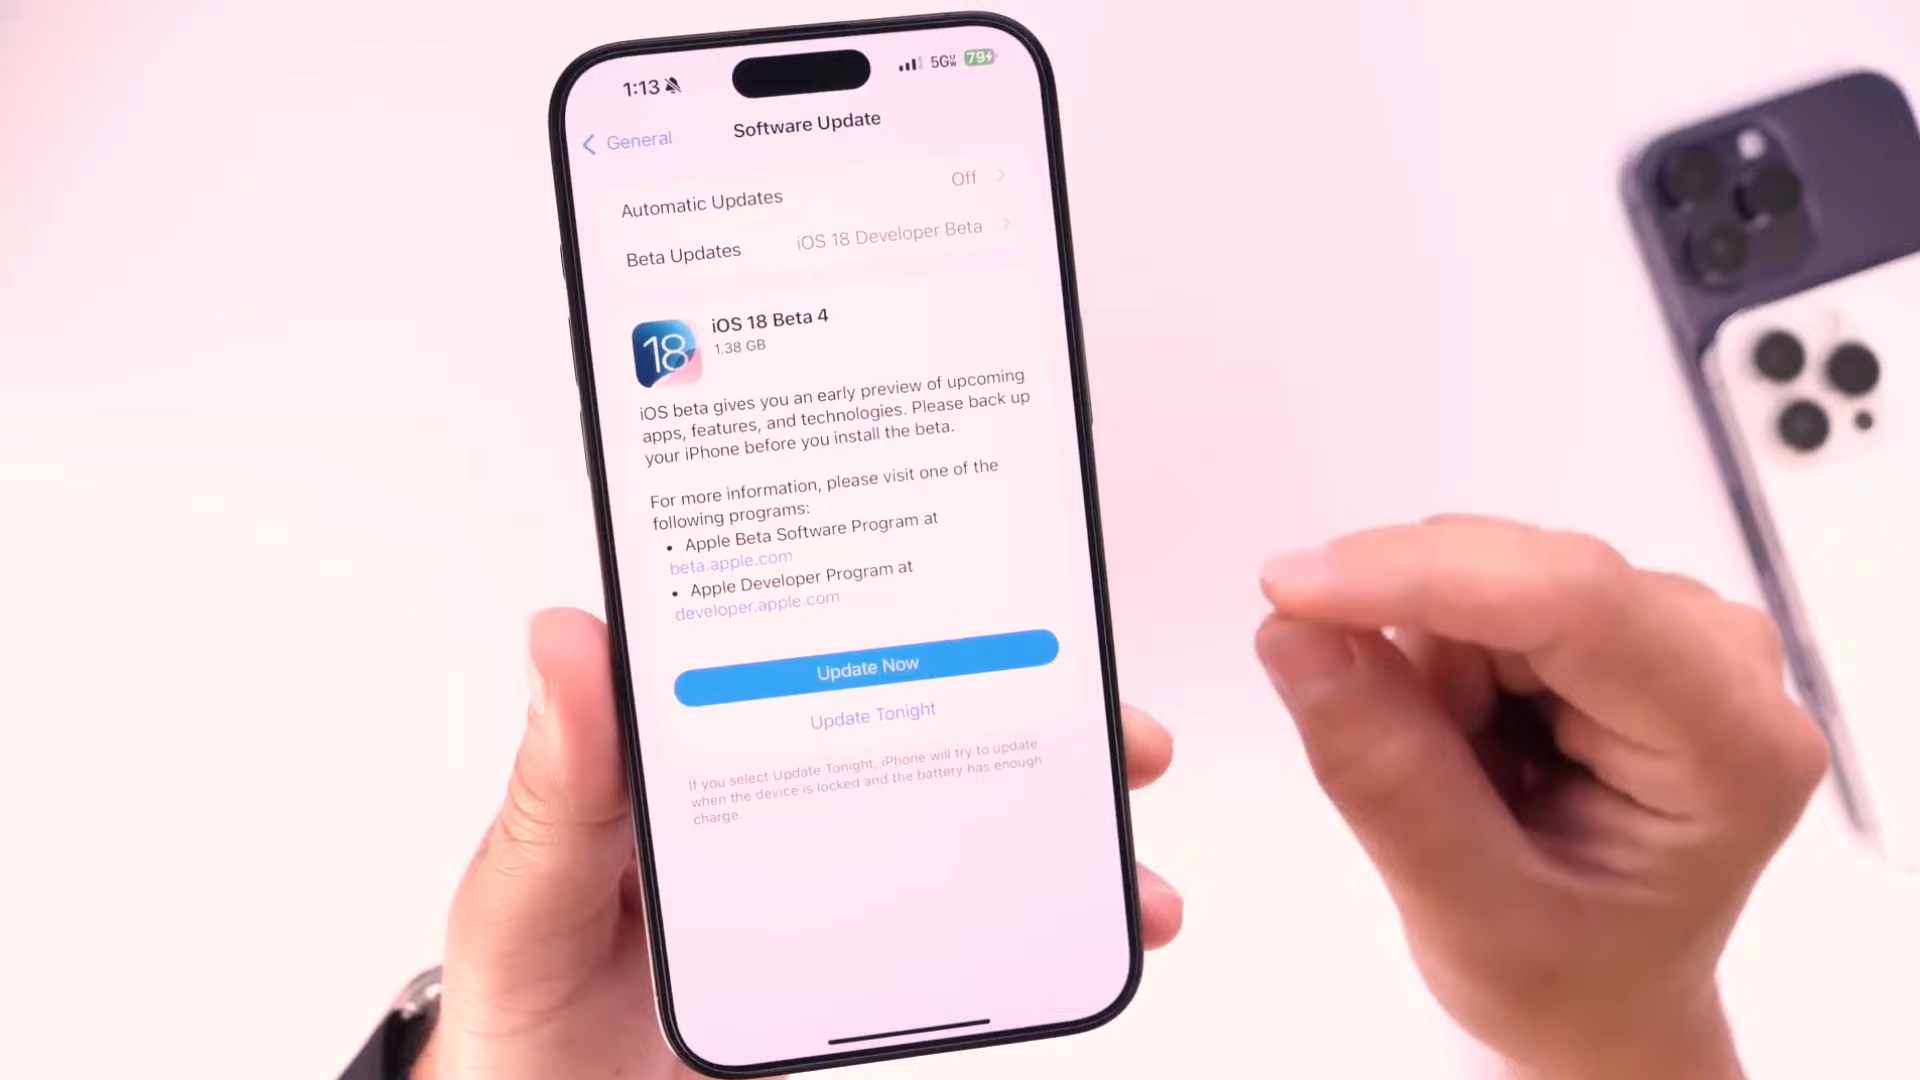 1:13
5G UW
79
General
Software Update
Automatic Updates
Off
Beta Updates
iOS 18 Developer Beta
18
iOS 18 Beta 4
1.38 GB
iOS beta gives you an early preview of upcoming
apps, features, and technologies. Please back up
your iPhone before you install the beta.
For more information, please visit one of the
following programs:
• Apple Beta Software Program at
beta.apple.com
• Apple Developer Program at
developer.apple.com
Update Now
Update Tonight
If you select Update Tonight, iPhone will try to update
when the device is locked and the battery has enough
charge.